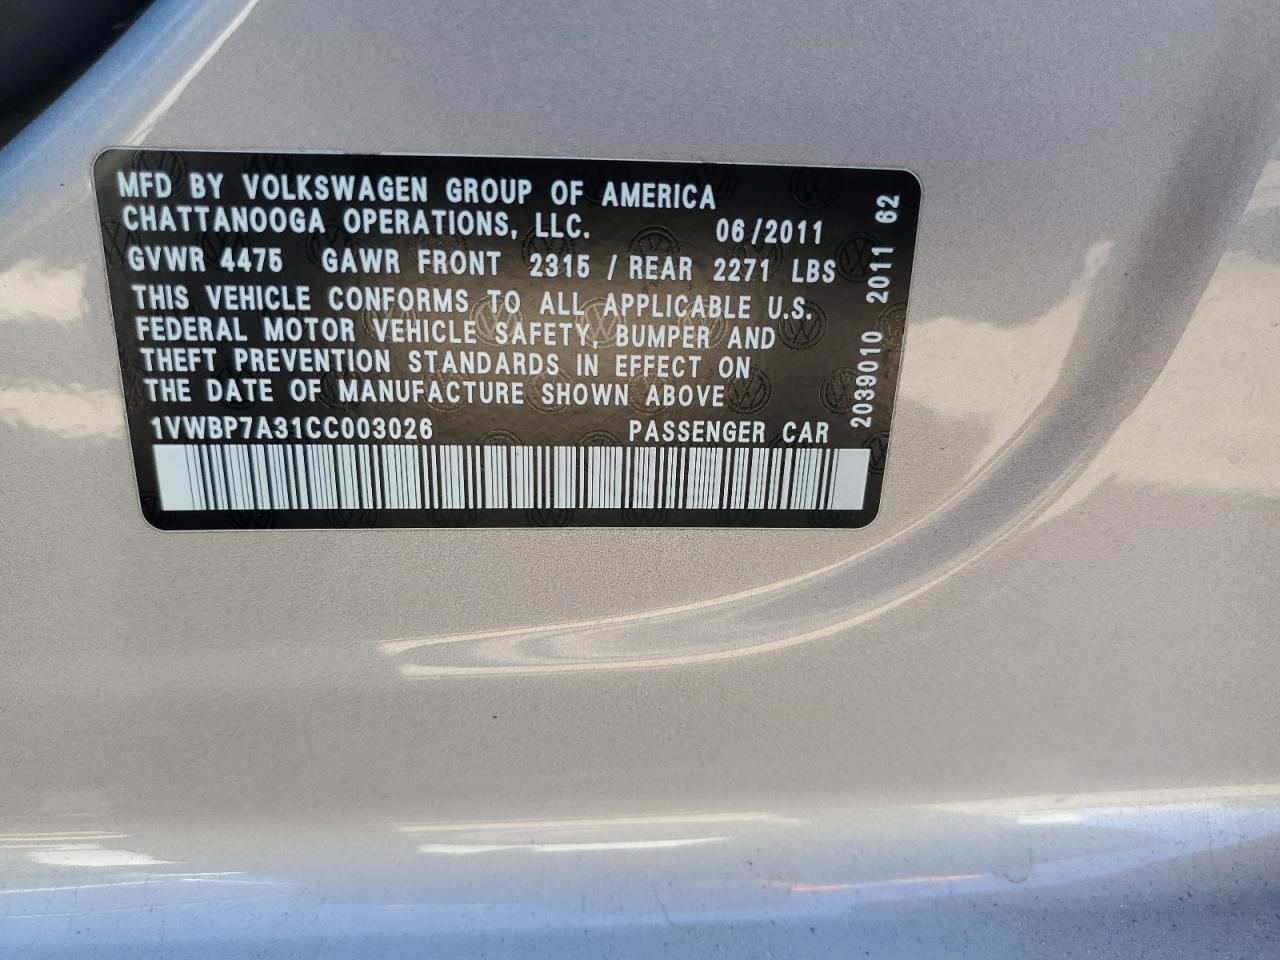 MFD BY VOLKSWAGEN GROUP OF AMERICA
CHATTANOOGA OPERATIONS, LLC. 06/2011
GVWR 4475 GAWR FRONT 2315 / REAR 2271 LBS
THIS VEHICLE CONFORMS TO ALL APPLICABLE U.S.
FEDERAL MOTOR VEHICLE SAFETY, BUMPER AND
THEFT PREVENTION STANDARDS IN EFFECT ON
THE DATE OF MANUFACTURE SHOWN ABOVE
1VWBP7A31CC003026 PASSENGER CAR
2039010 2011 62